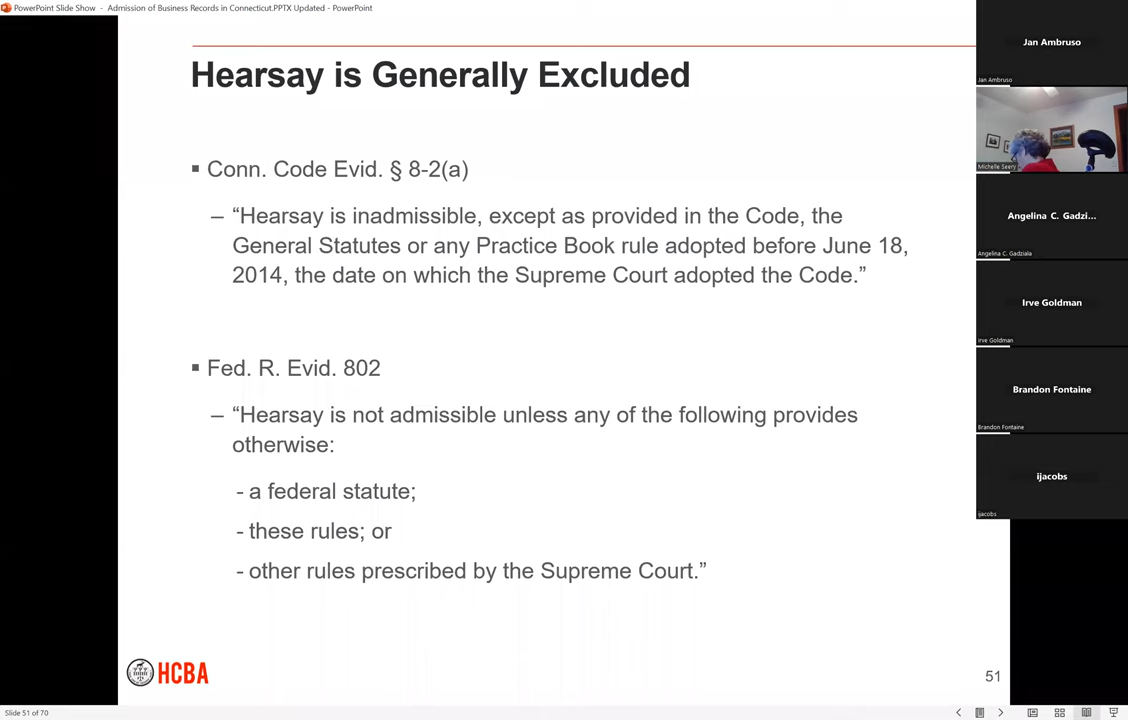 PowerPoint Slide Show - Admission of Business Records in Connecticut.PPTX Updated - PowerPoint
Hearsay is Generally Excluded
▪ Conn. Code Evid. § 8-2(a)
– “Hearsay is inadmissible, except as provided in the Code, the
General Statutes or any Practice Book rule adopted before June 18,
2014, the date on which the Supreme Court adopted the Code.”
▪ Fed. R. Evid. 802
– “Hearsay is not admissible unless any of the following provides
otherwise:
- a federal statute;
- these rules; or
- other rules prescribed by the Supreme Court.”
HCBA
51
Jan Ambruso
Jan Ambruso
Michelle Seery
Angelina C. Gadzi...
Angelina C. Gadziala
Irve Goldman
Irve Goldman
Brandon Fontaine
Brandon Fontaine
ijacobs
ijacobs
Slide 51 of 70